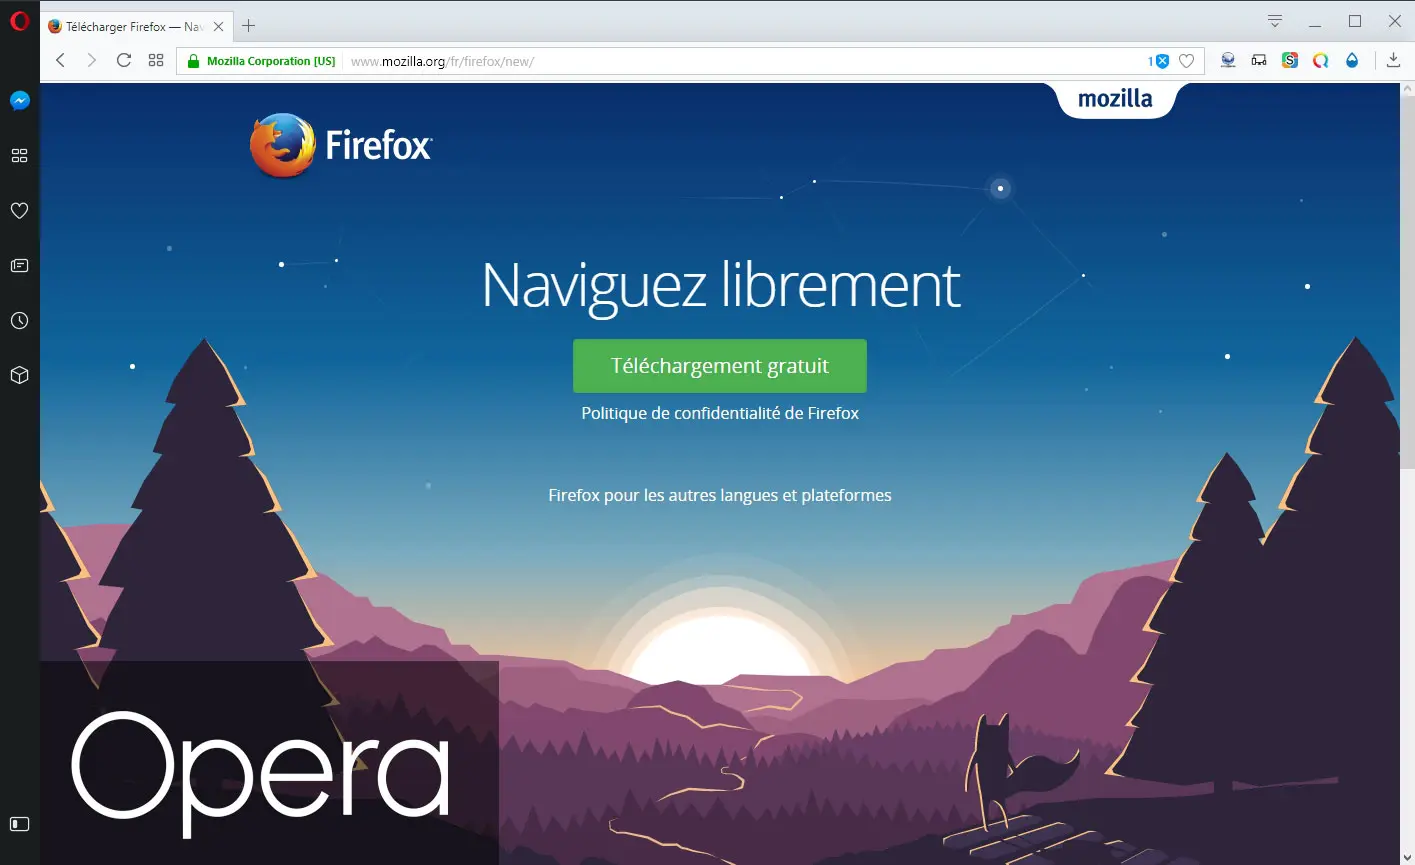 Télécharger Firefox — Nav
Mozilla Corporation [US]
www.mozilla.org/fr/firefox/new/
1
S
mozilla
Firefox
Naviguez librement
Téléchargement gratuit
Politique de confidentialité de Firefox
Firefox pour les autres langues et plateformes
Opera